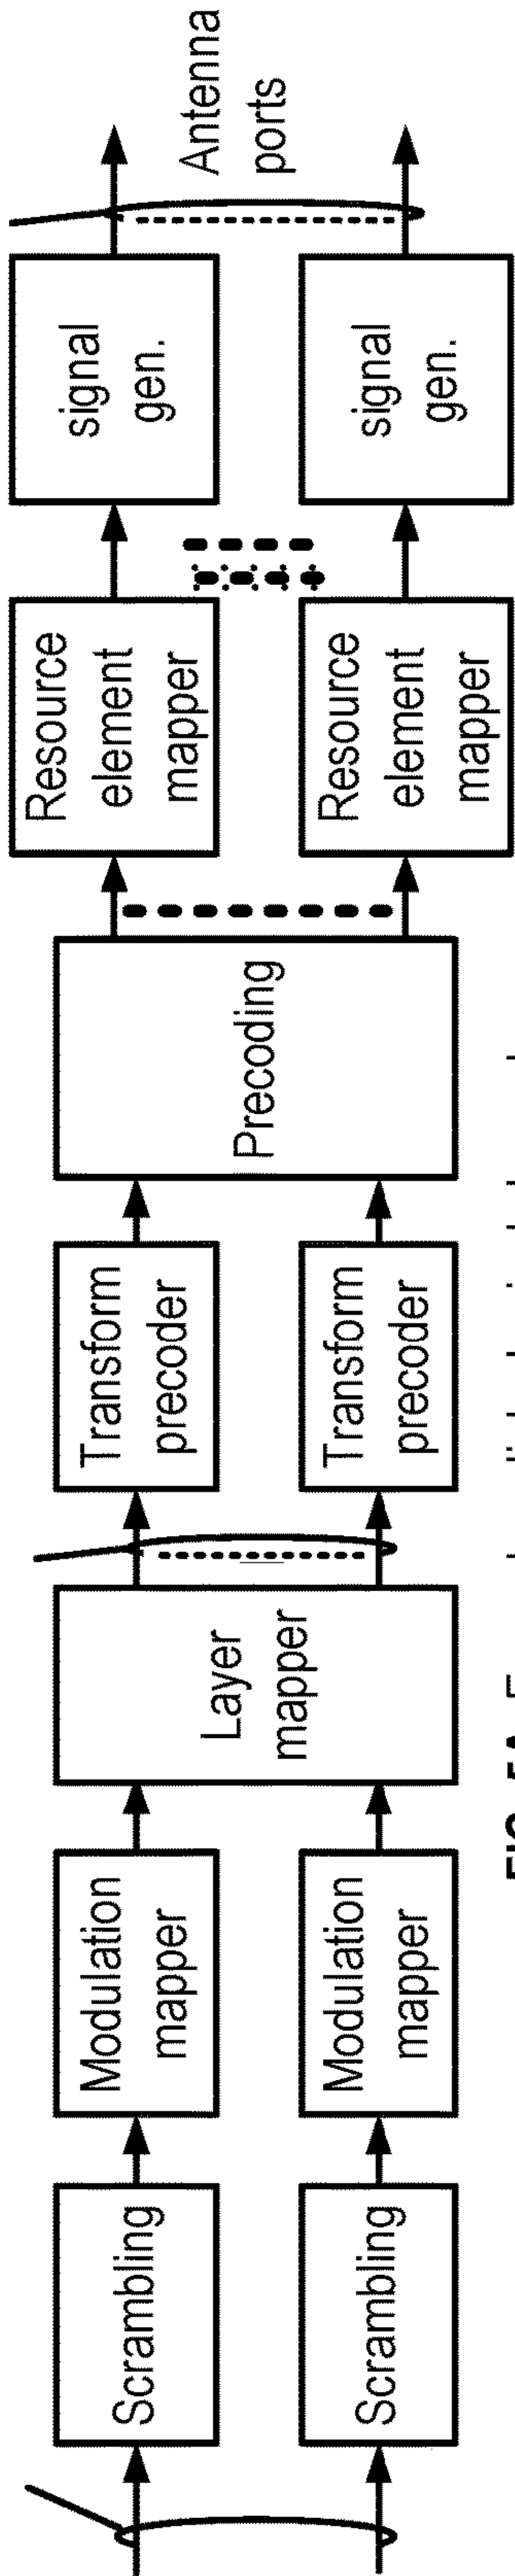 Scrambling
Scrambling
Modulation
mapper
Modulation
mapper
Layer
mapper
Transform
precoder
Transform
precoder
Precoding
Resource
element
mapper
Resource
element
mapper
signal
gen.
signal
gen.
Antenna
ports